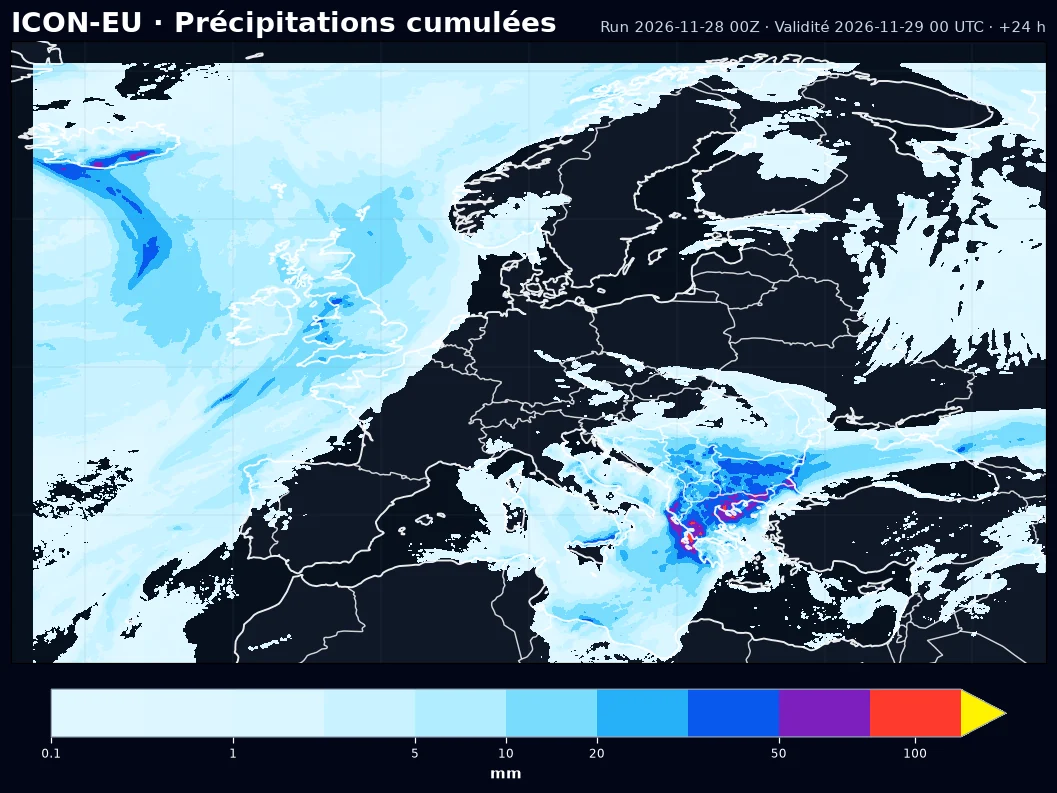 ICON-EU · Précipitations cumulées
Run 2026-11-28 00Z · Validité 2026-11-29 00 UTC · +24 h
0.1 1 5 10 20 50 100
mm